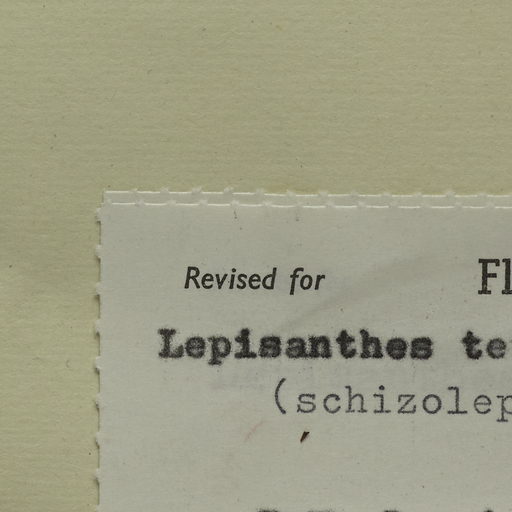 Revised for Fl
Lepisanthes te
(schizolep